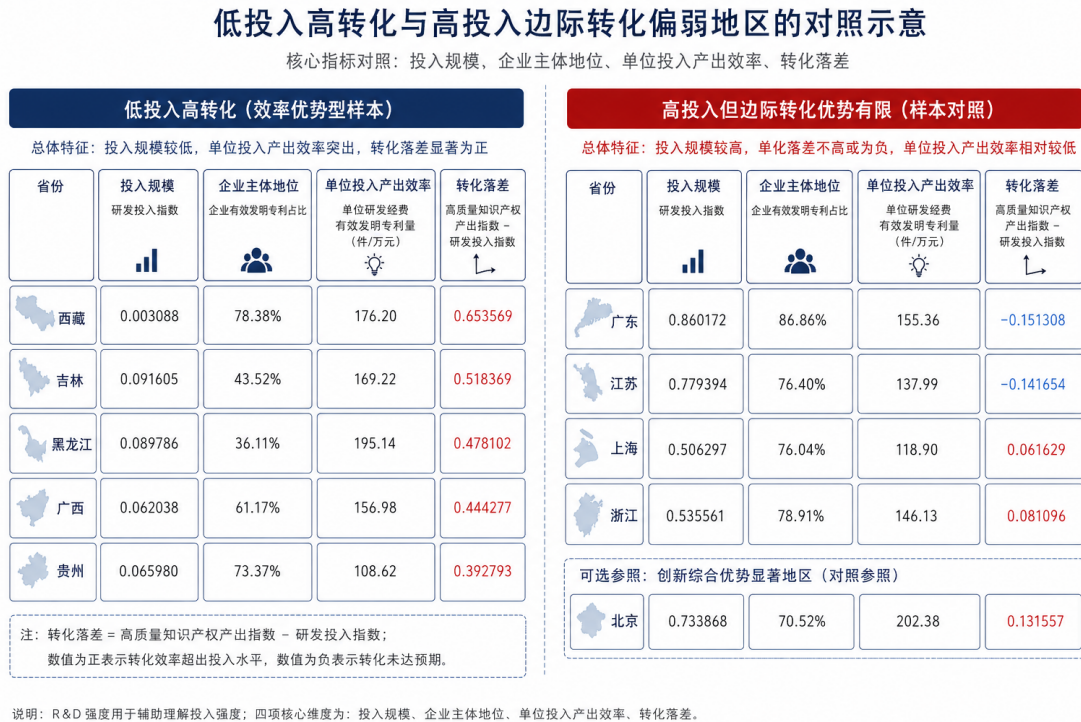 低投入高转化与高投入边际转化偏弱地区的对照示意
核心指标对照：投入规模，企业主体地位、单位投入产出效率、转化落差
低投入高转化（效率优势型样本）
总体特征：投入规模较低，单位投入产出效率突出，转化落差显著为正
省份 投入规模 企业主体地位 单位投入产出效率 转化落差
研发投入指数 企业有效发明专利占比 单位研发经费 高质量知识产权
有效发明专利量 产出指数 –
（件/万元） 研发投入指数
西藏 0.003088 78.38% 176.20 0.653569
吉林 0.091605 43.52% 169.22 0.518369
黑龙江 0.089786 36.11% 195.14 0.478102
广西 0.062038 61.17% 156.98 0.444277
贵州 0.065980 73.37% 108.62 0.392793
注：转化落差 = 高质量知识产权产出指数 – 研发投入指数；
数值为正表示转化效率超出投入水平，数值为负表示转化未达预期。
高投入但边际转化优势有限（样本对照）
总体特征：投入规模较高，单化落差不高或为负，单位投入产出效率相对较低
省份 投入规模 企业主体地位 单位投入产出效率 转化落差
研发投入指数 企业有效发明专利占比 单位研发经费 高质量知识产权
有效发明专利量 产出指数 –
（件/万元） 研发投入指数
广东 0.860172 86.86% 155.36 −0.151308
江苏 0.779394 76.40% 137.99 −0.141654
上海 0.506297 76.04% 118.90 0.061629
浙江 0.535561 78.91% 146.13 0.081096
可选参照：创新综合优势显著地区（对照参照）
北京 0.733868 70.52% 202.38 0.131557
说明：R&D 强度用于辅助理解投入强度；四项核心维度为：投入规模、企业主体地位、单位投入产出效率、转化落差。